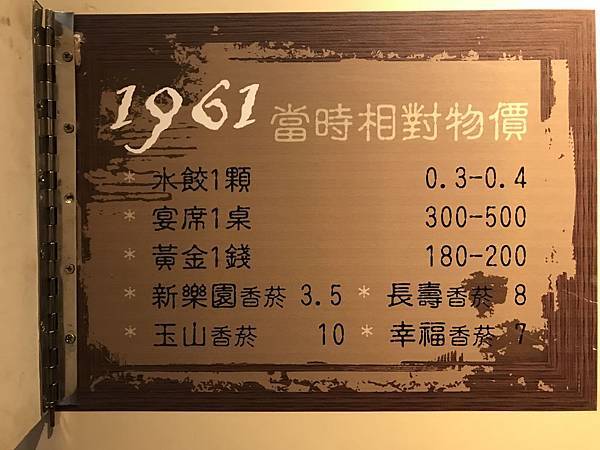 1961 當時相對物價
* 水餃1顆 0.3-0.4
* 宴席1桌 300-500
* 黃金1錢 180-200
* 新樂園香菸 3.5 * 長壽香菸 8
* 玉山香菸 10 * 幸福香菸 7